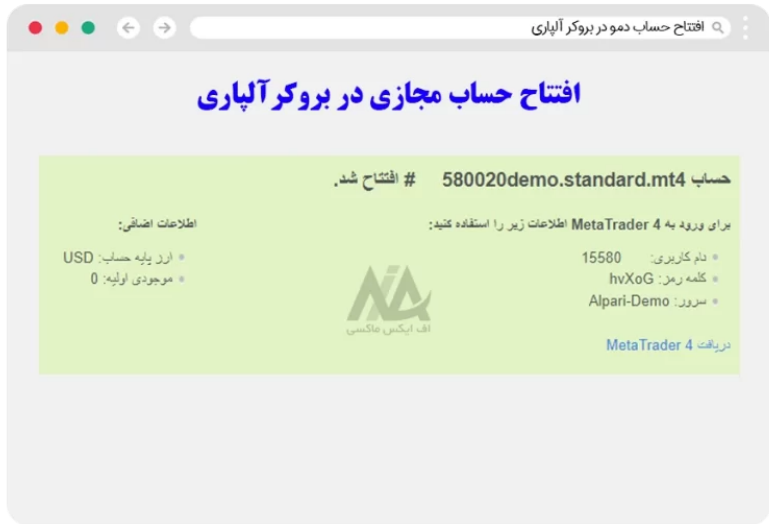 افتتاح حساب دمو در بروکر آلپاری
افتتاح حساب مجازی در بروکر آلپاری
حساب 580020demo.standard.mt4 # افتتاح شد.
برای ورود به MetaTrader 4 اطلاعات زیر را استفاده کنید:
نام کاربری: 15580
کلمه رمز: hvXoG
سرور: Alpari-Demo
دریافت MetaTrader 4
اطلاعات اضافی:
ارز پایه حساب: USD
موجودی اولیه: 0
اف ایکس ماکسی